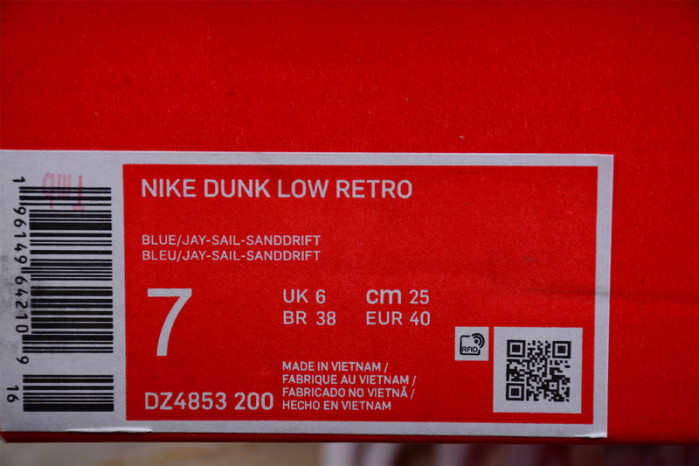 NIKE DUNK LOW RETRO
BLUE/JAY-SAIL-SANDDRIFT
BLEU/JAY-SAIL-SANDDRIFT
7
UK 6 cm 25
BR 38 EUR 40
RFID
DZ4853 200
MADE IN VIETNAM /
FABRIQUE AU VIETNAM /
FABRICADO NO VIETNÃ /
HECHO EN VIETNAM
1 96149 64210 9
16